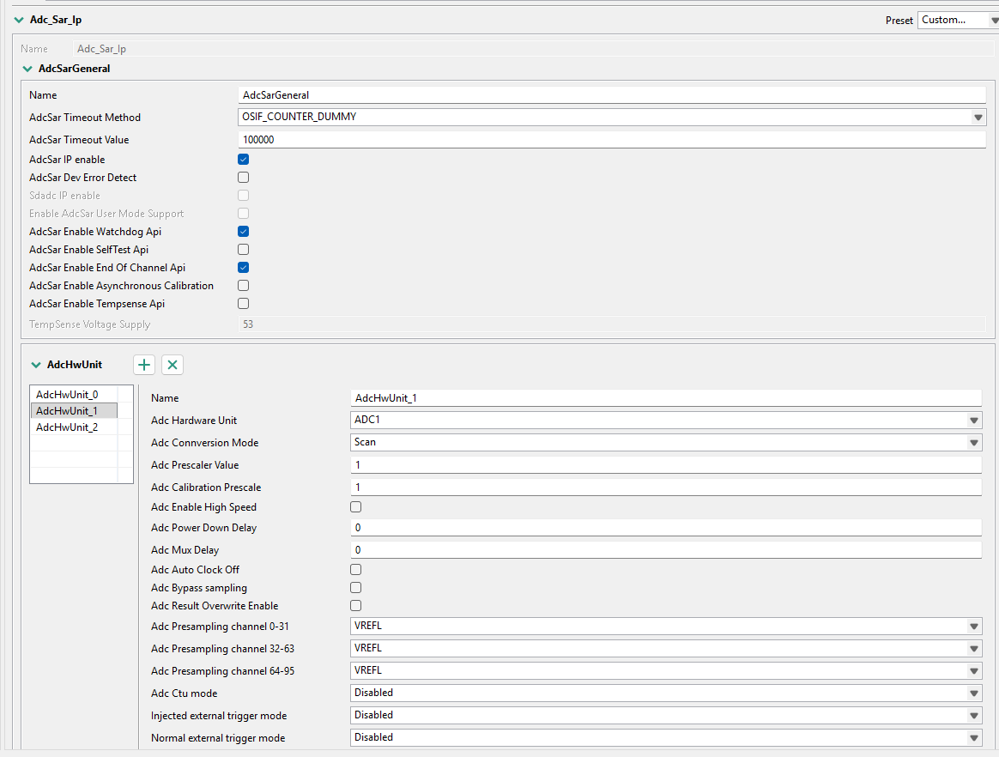 Adc_Sar_Ip Preset Custom...
Name Adc_Sar_Ip
AdcSarGeneral
Name AdcSarGeneral
AdcSar Timeout Method OSIF_COUNTER_DUMMY
AdcSar Timeout Value 100000
AdcSar IP enable
AdcSar Dev Error Detect
Sdadc IP enable
Enable AdcSar User Mode Support
AdcSar Enable Watchdog Api
AdcSar Enable SelfTest Api
AdcSar Enable End Of Channel Api
AdcSar Enable Asynchronous Calibration
AdcSar Enable Tempsense Api
TempSense Voltage Supply 53
AdcHwUnit
AdcHwUnit_0
AdcHwUnit_1
AdcHwUnit_2
Name AdcHwUnit_1
Adc Hardware Unit ADC1
Adc Connversion Mode Scan
Adc Prescaler Value 1
Adc Calibration Prescale 1
Adc Enable High Speed
Adc Power Down Delay 0
Adc Mux Delay 0
Adc Auto Clock Off
Adc Bypass sampling
Adc Result Overwrite Enable
Adc Presampling channel 0-31 VREFL
Adc Presampling channel 32-63 VREFL
Adc Presampling channel 64-95 VREFL
Adc Ctu mode Disabled
Injected external trigger mode Disabled
Normal external trigger mode Disabled